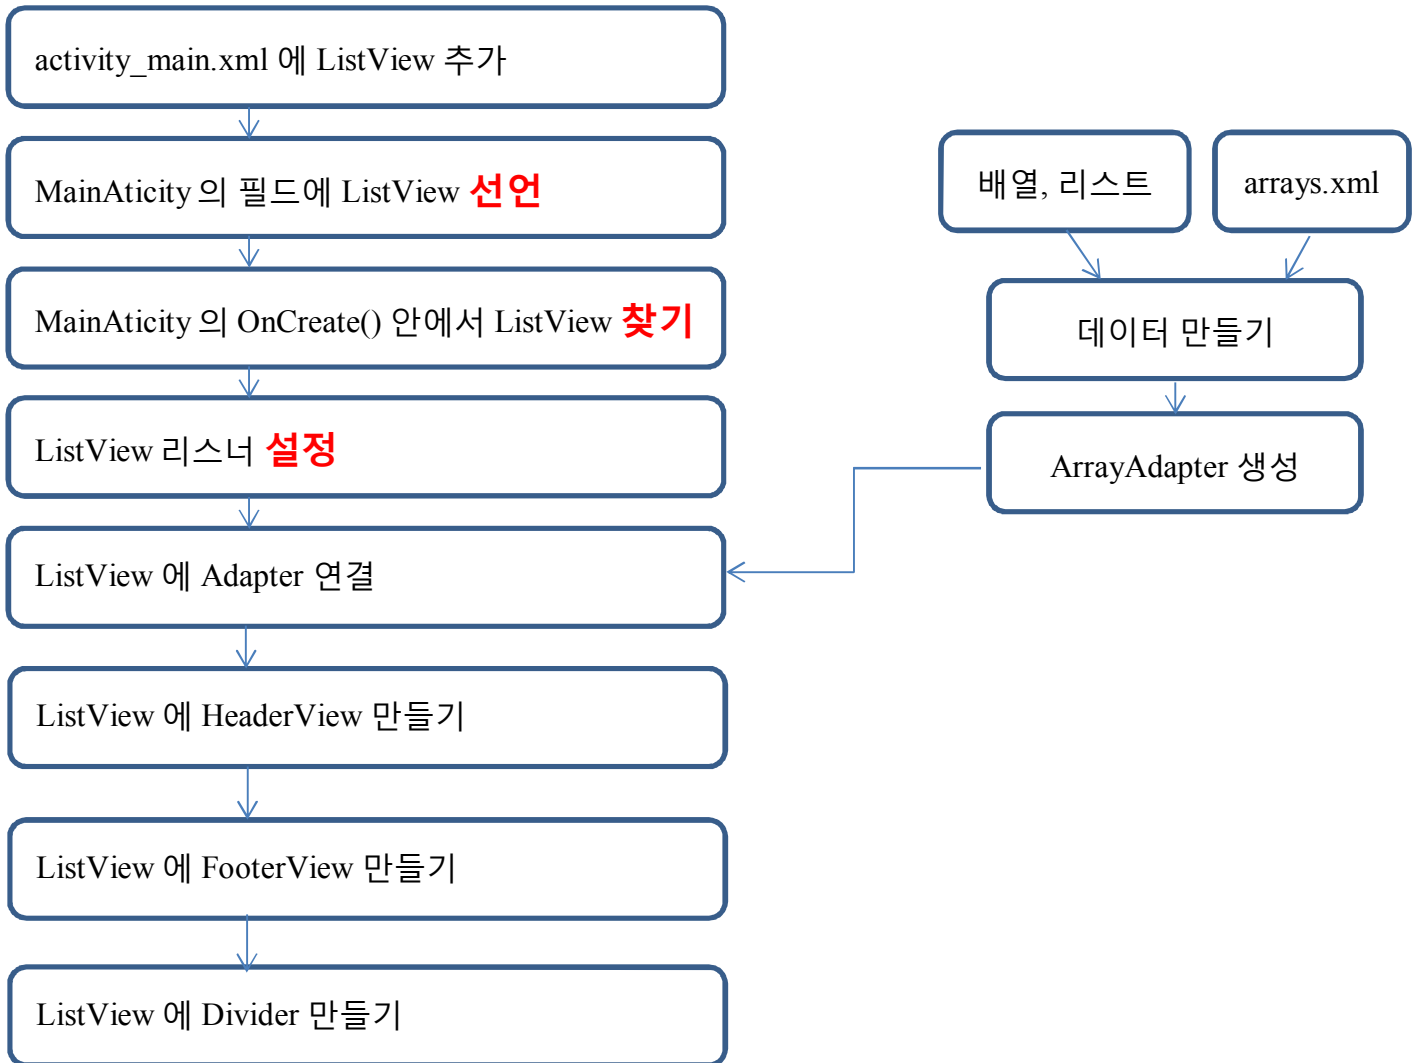 activity_main.xml 에 ListView 추가
MainAticity 의 필드에 ListView 선언
MainAticity 의 OnCreate() 안에서 ListView 찾기
ListView 리스너 설정
ListView 에 Adapter 연결
ListView 에 HeaderView 만들기
ListView 에 FooterView 만들기
ListView 에 Divider 만들기
배열, 리스트
arrays.xml
데이터 만들기
ArrayAdapter 생성